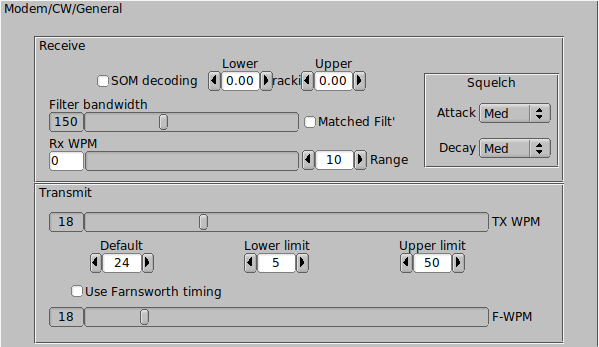 Modem/CW/General
Receive
Lower Upper
SOM decoding 0.00 racki 0.00
Squelch
Filter bandwidth
Attack Med
150 Matched Filt'
Rx WPM
Decay Med
0 10 Range
Transmit
18 TX WPM
Default Lower limit Upper limit
24 5 50
Use Farnsworth timing
18 F-WPM